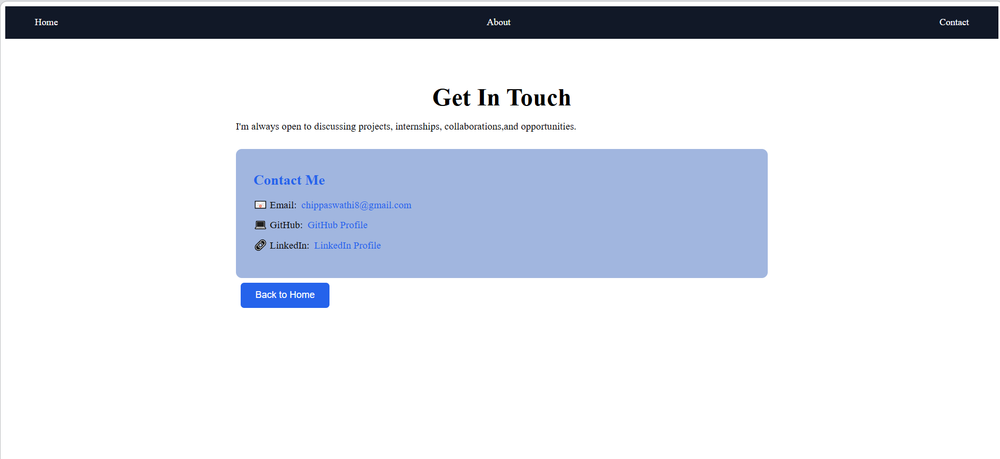 Home About Contact
Get In Touch
I'm always open to discussing projects, internships, collaborations,and opportunities.
Contact Me
📧 Email: chippaswathi8@gmail.com
💻 GitHub: GitHub Profile
🔗 LinkedIn: LinkedIn Profile
Back to Home